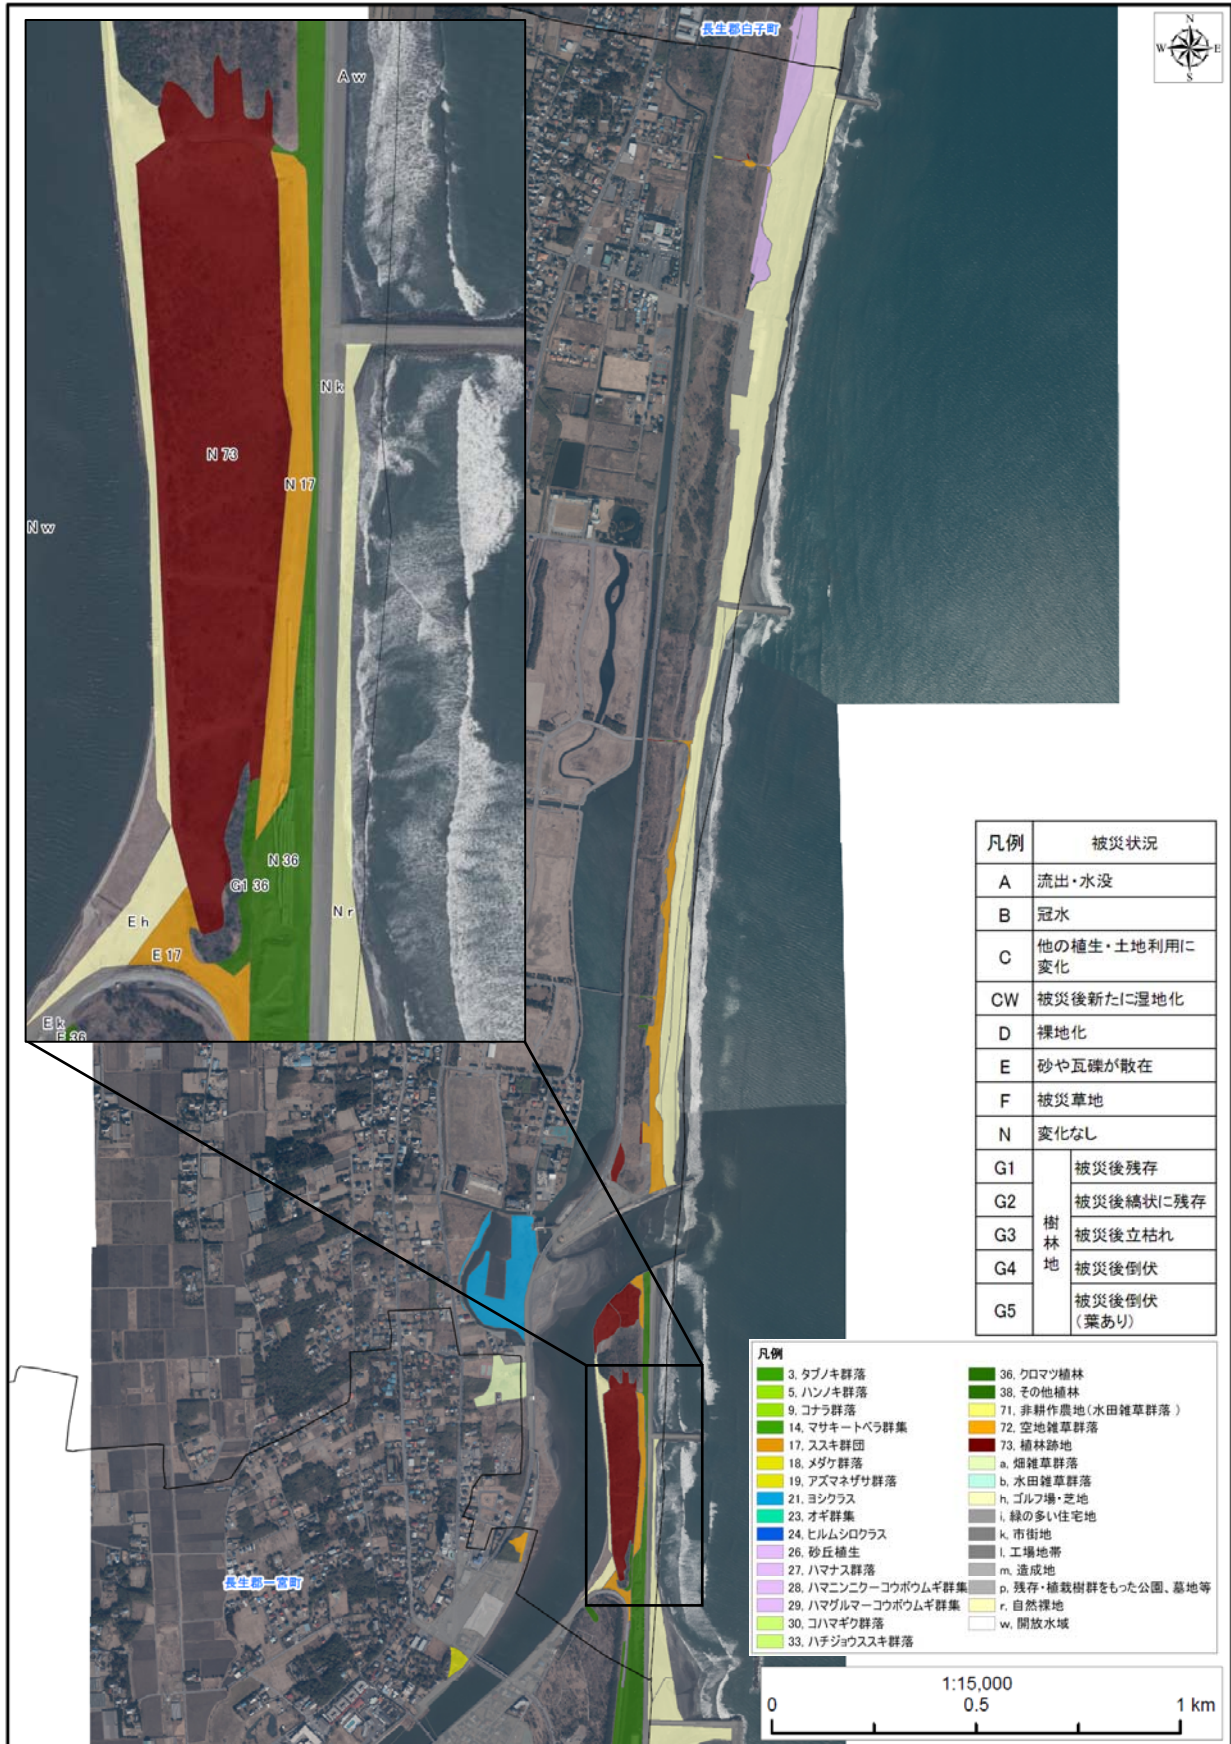 長生郡白子町
N
W E
S
A w
N k
N 73
N 17
N w
N 36
G1 36
E h
N r
E 17
E k
E 36
長生郡一宮町
凡例 被災状況
A 流出・水没
B 冠水
C 他の植生・土地利用に
変化
CW 被災後新たに湿地化
D 裸地化
E 砂や瓦礫が散在
F 被災草地
N 変化なし
樹林地
G1 被災後残存
G2 被災後縞状に残存
G3 被災後立枯れ
G4 被災後倒伏
G5 被災後倒伏
(葉あり)
凡例
3, タブノキ群落
5, ハンノキ群落
9, コナラ群落
14, マサキートベラ群集
17, ススキ群団
18, メダケ群落
19, アズマネザサ群落
21, ヨシクラス
23, オギ群集
24, ヒルムシロクラス
26, 砂丘植生
27, ハマナス群落
28, ハマニンニクーコウボウムギ群集
29, ハマグルマーコウボウムギ群集
30, コハマギク群落
33, ハチジョウススキ群落
36, クロマツ植林
38, その他植林
71, 非耕作農地(水田雑草群落)
72, 空地雑草群落
73, 植林跡地
a, 畑雑草群落
b, 水田雑草群落
h, ゴルフ場・芝地
i, 緑の多い住宅地
k, 市街地
l, 工場地帯
m, 造成地
p, 残存・植栽樹群をもった公園、墓地等
r, 自然裸地
w, 開放水域
1:15,000
0 0.5 1 km